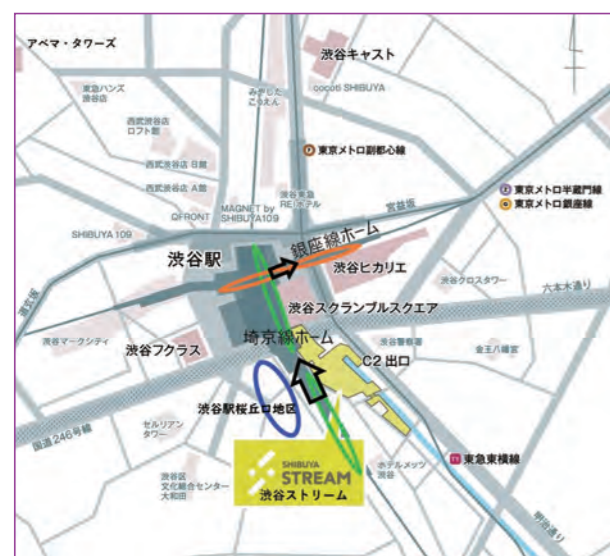 アベマ・タワーズ
渋谷キャスト
cocoti SHIBUYA
東急ハンズ
渋谷店
みやした
こうえん
西武渋谷店
ロフト館
西武渋谷店 B館
西武渋谷店 A館
F 東京メトロ副都心線
Z 東京メトロ半蔵門線
G 東京メトロ銀座線
渋谷東急
REIホテル
宮益坂
MAGNET by
SHIBUYA109
QFRONT
SHIBUYA 109
銀座線ホーム
渋谷駅
渋谷ヒカリエ
渋谷クロスタワー
六本木通り
道玄坂
渋谷スクランブルスクエア
埼京線ホーム
渋谷マークシティ
渋谷フクラス
渋谷警察署
金王八幡宮
C2 出口
渋谷駅桜丘口地区
国道246号線
セルリアン
タワー
SHIBUYA
STREAM
渋谷ストリーム
渋谷区
文化総合センター
大和田
ホテルメッツ
渋谷
TY 東急東横線
明治通り